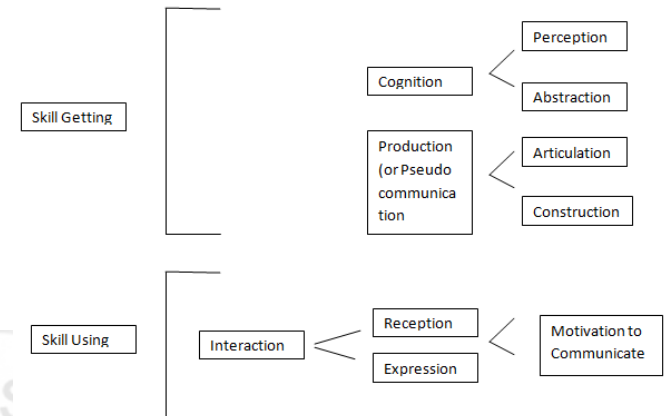 Perception
Cognition
Abstraction
Skill Getting
Production
(or Pseudo
communica
tion
Articulation
Construction
Skill Using
Interaction
Reception
Expression
Motivation to
Communicate